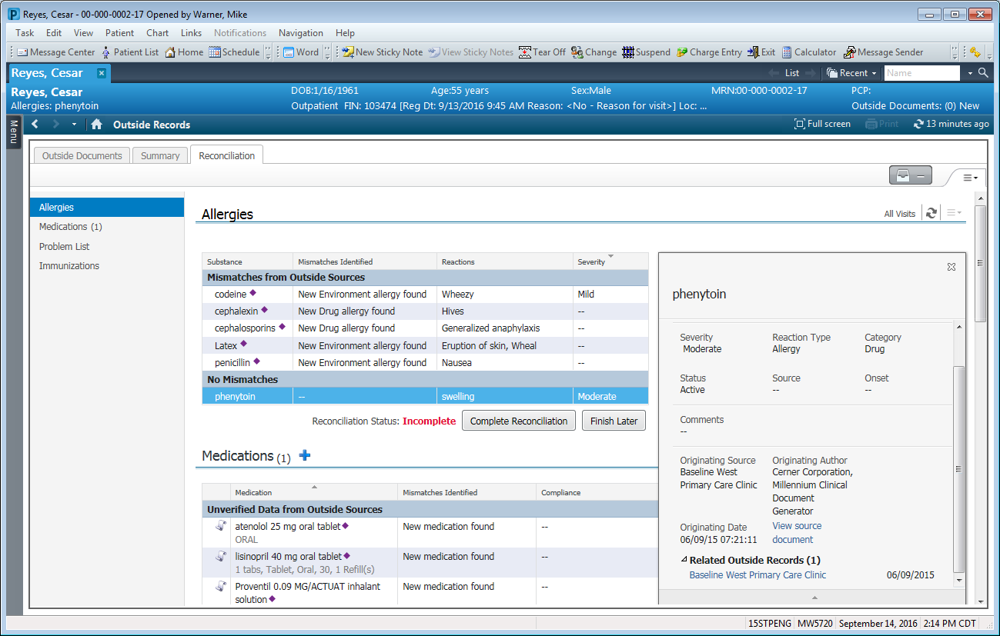 Reyes, Cesar - 00-000-0002-17 Opened by Warner, Mike
Task Edit View Patient Chart Links Notifications Navigation Help
Message Center Patient List Home Schedule Word New Sticky Note View Sticky Notes Tear Off Change Suspend Charge Entry Exit Calculator Message Sender
Reyes, Cesar List Recent Name
Reyes, Cesar DOB:1/16/1961 Age:55 years Sex:Male MRN:00-000-0002-17 PCP:
Allergies: phenytoin Outpatient FIN: 103474 [Reg Dt: 9/13/2016 9:45 AM Reason: <No - Reason for visit>] Loc: ... Outside Documents: (0) New
Menu
Outside Records Full screen Print 13 minutes ago
Outside Documents Summary Reconciliation
Allergies
Medications (1)
Problem List
Immunizations
Allergies All Visits
Substance Mismatches Identified Reactions Severity
Mismatches from Outside Sources
codeine New Environment allergy found Wheezy Mild
cephalexin New Drug allergy found Hives --
cephalosporins New Drug allergy found Generalized anaphylaxis --
Latex New Environment allergy found Eruption of skin, Wheal --
penicillin New Environment allergy found Nausea --
No Mismatches
phenytoin -- swelling Moderate
Reconciliation Status: Incomplete Complete Reconciliation Finish Later
Medications (1)
Medication Mismatches Identified Compliance
Unverified Data from Outside Sources
atenolol 25 mg oral tablet New medication found --
ORAL
lisinopril 40 mg oral tablet New medication found --
1 tabs, Tablet, Oral, 30, 1 Refill(s)
Proventil 0.09 MG/ACTUAT inhalant New medication found --
solution
phenytoin
Severity Reaction Type Category
Moderate Allergy Drug
Status Source Onset
Active -- --
Comments
--
Originating Source Originating Author
Baseline West Cerner Corporation,
Primary Care Clinic Millennium Clinical
Document
Generator
Originating Date View source
06/09/15 07:21:11 document
Related Outside Records (1)
Baseline West Primary Care Clinic 06/09/2015
15STPENG MW5720 September 14, 2016 2:14 PM CDT